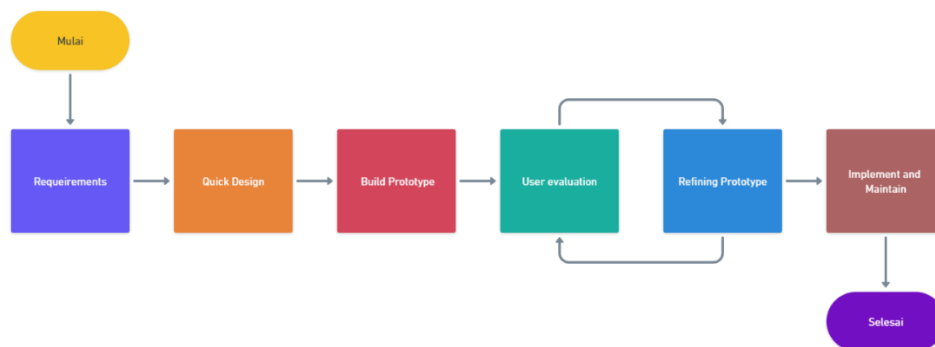 Mulai
Requeirements
Quick Design
Build Prototype
User evaluation
Refining Prototype
Implement and
Maintain
Selesai